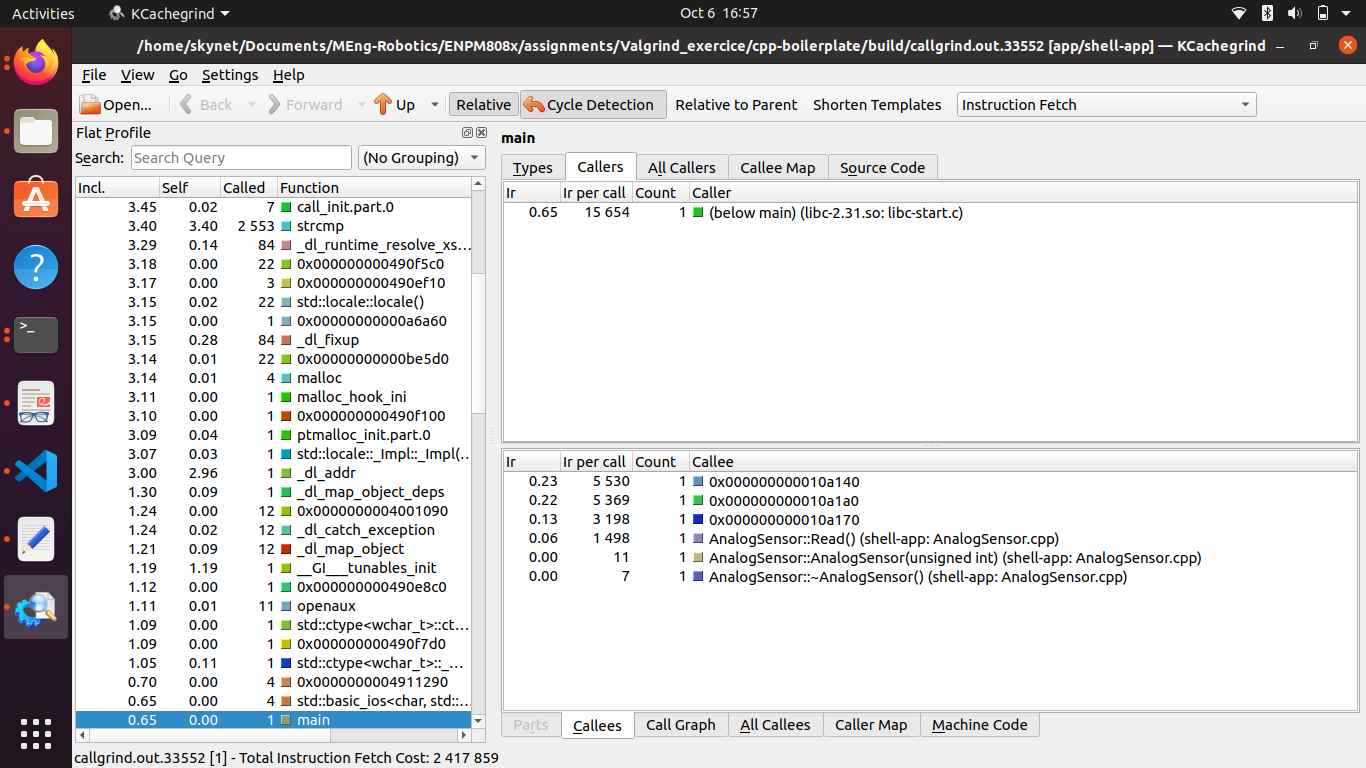 Activities KCachegrind Oct 6 16:57
/home/skynet/Documents/MEng-Robotics/ENPM808x/assignments/Valgrind_exercice/cpp-boilerplate/build/callgrind.out.33552 [app/shell-app] — KCachegrind
File View Go Settings Help
Open... Back Forward Up Relative Cycle Detection Relative to Parent Shorten Templates Instruction Fetch
Flat Profile
Search: Search Query (No Grouping)
Incl. Self Called Function
3.45 0.02 7 call_init.part.0
3.40 3.40 2 553 strcmp
3.29 0.14 84 _dl_runtime_resolve_xs...
3.18 0.00 22 0x000000000490f5c0
3.17 0.00 3 0x000000000490ef10
3.15 0.02 22 std::locale::locale()
3.15 0.00 1 0x00000000000a6a60
3.15 0.28 84 _dl_fixup
3.14 0.01 22 0x00000000000be5d0
3.14 0.01 4 malloc
3.11 0.00 1 malloc_hook_ini
3.10 0.00 1 0x000000000490f100
3.09 0.04 1 ptmalloc_init.part.0
3.07 0.03 1 std::locale::_Impl::_Impl(...
3.00 2.96 1 _dl_addr
1.30 0.09 1 _dl_map_object_deps
1.24 0.00 12 0x0000000004001090
1.24 0.02 12 _dl_catch_exception
1.21 0.09 12 _dl_map_object
1.19 1.19 1 __GI___tunables_init
1.12 0.00 1 0x000000000490e8c0
1.11 0.01 11 openaux
1.09 0.00 1 std::ctype<wchar_t>::ct...
1.09 0.00 1 0x000000000490f7d0
1.05 0.11 1 std::ctype<wchar_t>::_...
0.70 0.00 4 0x0000000004911290
0.65 0.00 4 std::basic_ios<char, std::...
0.65 0.00 1 main
main
Types Callers All Callers Callee Map Source Code
Ir Ir per call Count Caller
0.65 15 654 1 (below main) (libc-2.31.so: libc-start.c)
Ir Ir per call Count Callee
0.23 5 530 1 0x000000000010a140
0.22 5 369 1 0x000000000010a1a0
0.13 3 198 1 0x000000000010a170
0.06 1 498 1 AnalogSensor::Read() (shell-app: AnalogSensor.cpp)
0.00 11 1 AnalogSensor::AnalogSensor(unsigned int) (shell-app: AnalogSensor.cpp)
0.00 7 1 AnalogSensor::~AnalogSensor() (shell-app: AnalogSensor.cpp)
Parts Callees Call Graph All Callees Caller Map Machine Code
callgrind.out.33552 [1] - Total Instruction Fetch Cost: 2 417 859